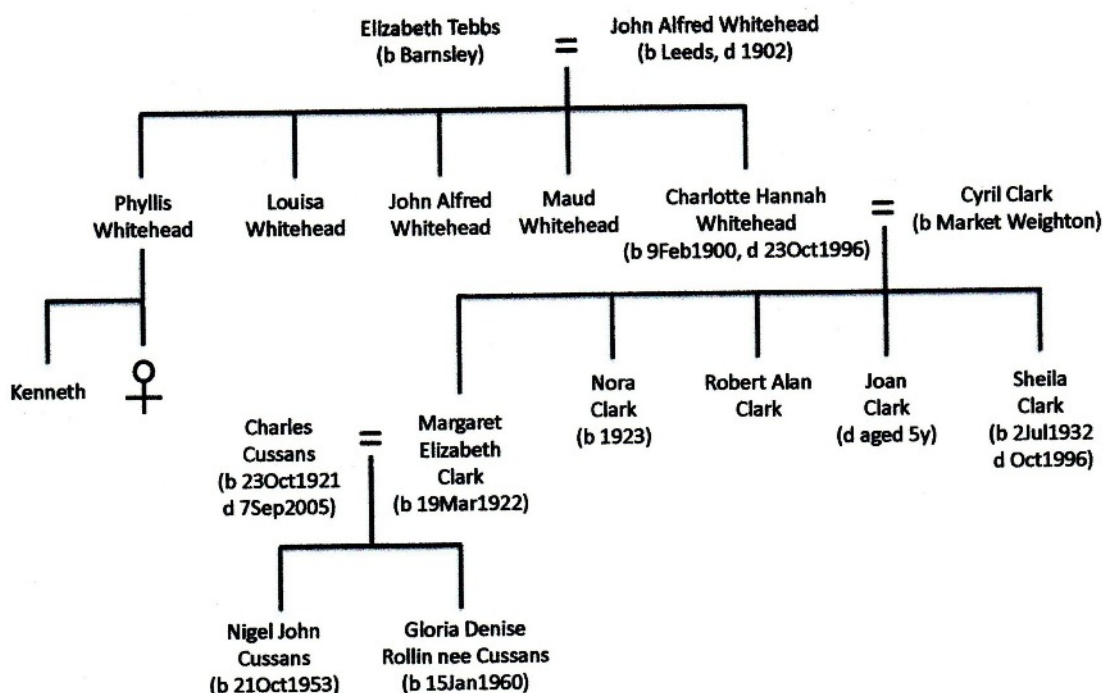 Elizabeth Tebbs
(b Barnsley)
=
John Alfred Whitehead
(b Leeds, d 1902)
Phyllis
Whitehead
Louisa
Whitehead
John Alfred
Whitehead
Maud
Whitehead
Charlotte Hannah
Whitehead
(b 9Feb1900, d 23Oct1996)
=
Cyril Clark
(b Market Weighton)
Kenneth
♀
Charles
Cussans
(b 23Oct1921
d 7Sep2005)
=
Margaret
Elizabeth
Clark
(b 19Mar1922)
Nora
Clark
(b 1923)
Robert Alan
Clark
Joan
Clark
(d aged 5y)
Sheila
Clark
(b 2Jul1932
d Oct1996)
Nigel John
Cussans
(b 21Oct1953)
Gloria Denise
Rollin nee Cussans
(b 15Jan1960)